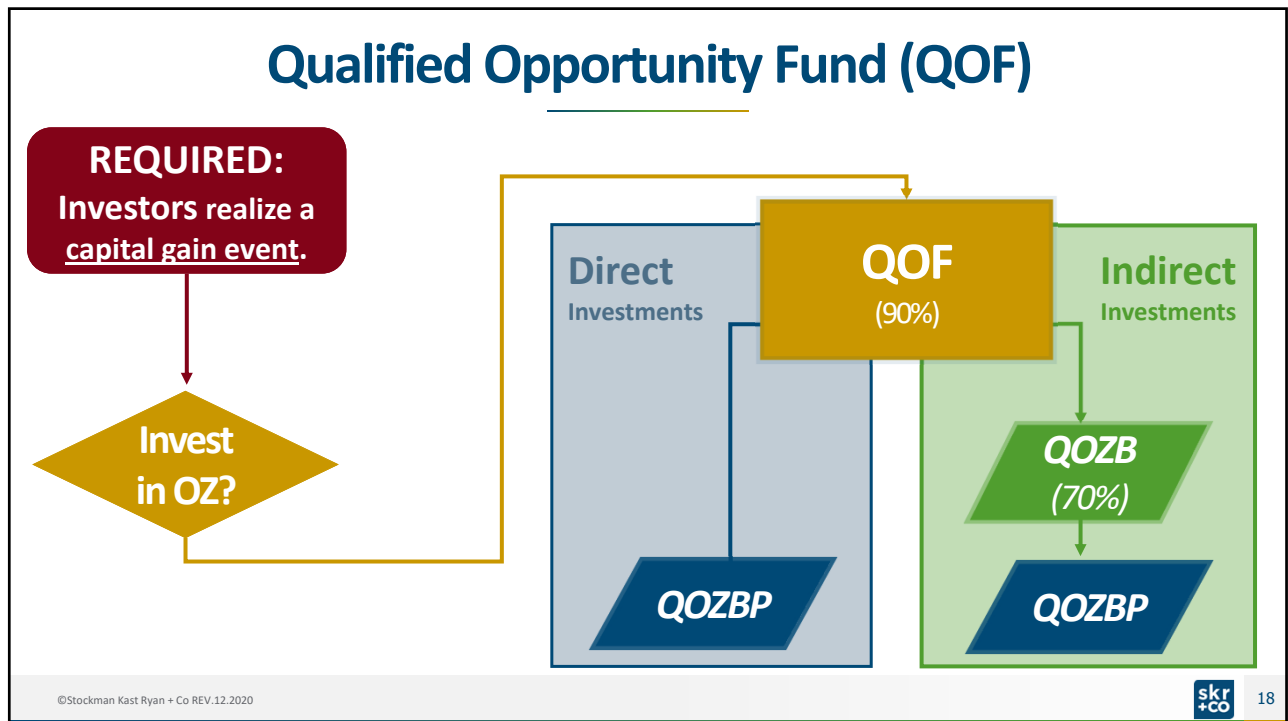 Qualified Opportunity Fund (QOF)
REQUIRED:
Investors realize a
capital gain event.
Invest
in OZ?
Direct
Investments
QOF
(90%)
Indirect
Investments
QOZBP
QOZB
(70%)
QOZBP
©Stockman Kast Ryan + Co REV.12.2020
skr
+co
18